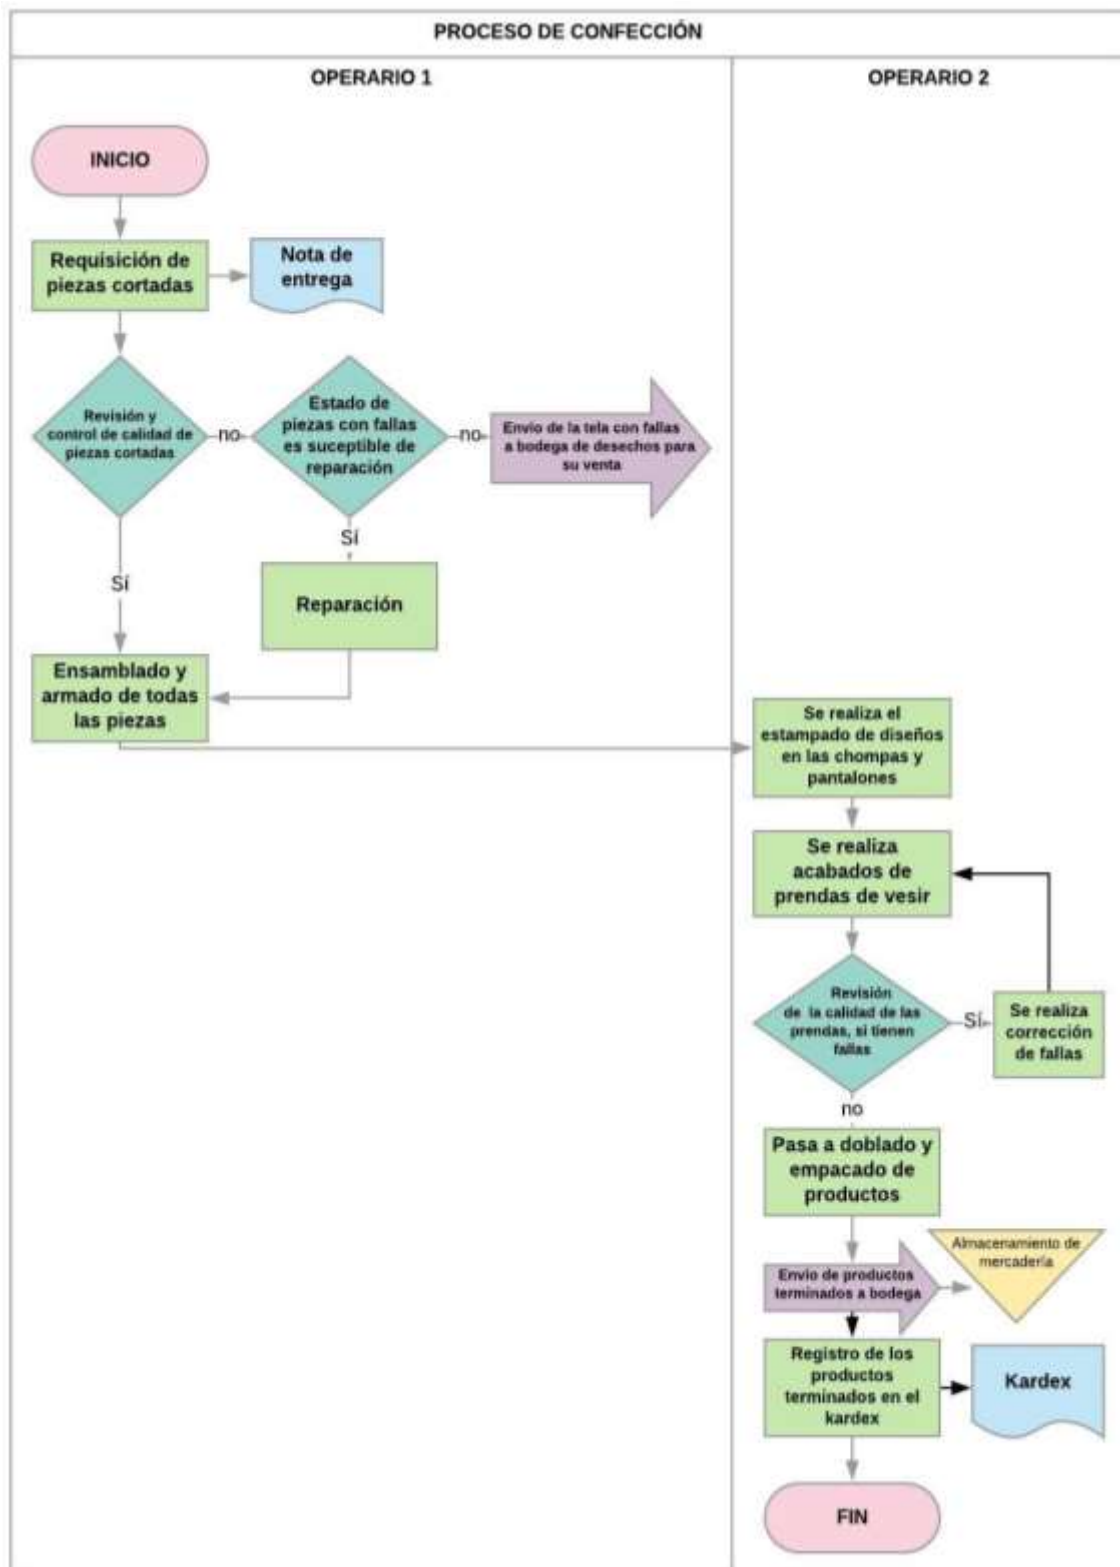 PROCESO DE CONFECCIÓN
OPERARIO 1
OPERARIO 2
INICIO
Requisición de
piezas cortadas
Nota de
entrega
Revisión y
control de calidad de
piezas cortadas
no
Estado de
piezas con fallas
es suceptible de
reparación
no
Envio de la tela con fallas
a bodega de desechos para
su venta
Sí
Sí
Reparación
Ensamblado y
armado de todas
las piezas
Se realiza el
estampado de diseños
en las chompas y
pantalones
Se realiza
acabados de
prendas de vesir
Revisión
de la calidad de las
prendas, si tienen
fallas
Sí
Se realiza
corrección
de fallas
no
Pasa a doblado y
empacado de
productos
Envio de productos
terminados a bodega
Almacenamiento de
mercadería
Registro de los
productos
terminados en el
kardex
Kardex
FIN